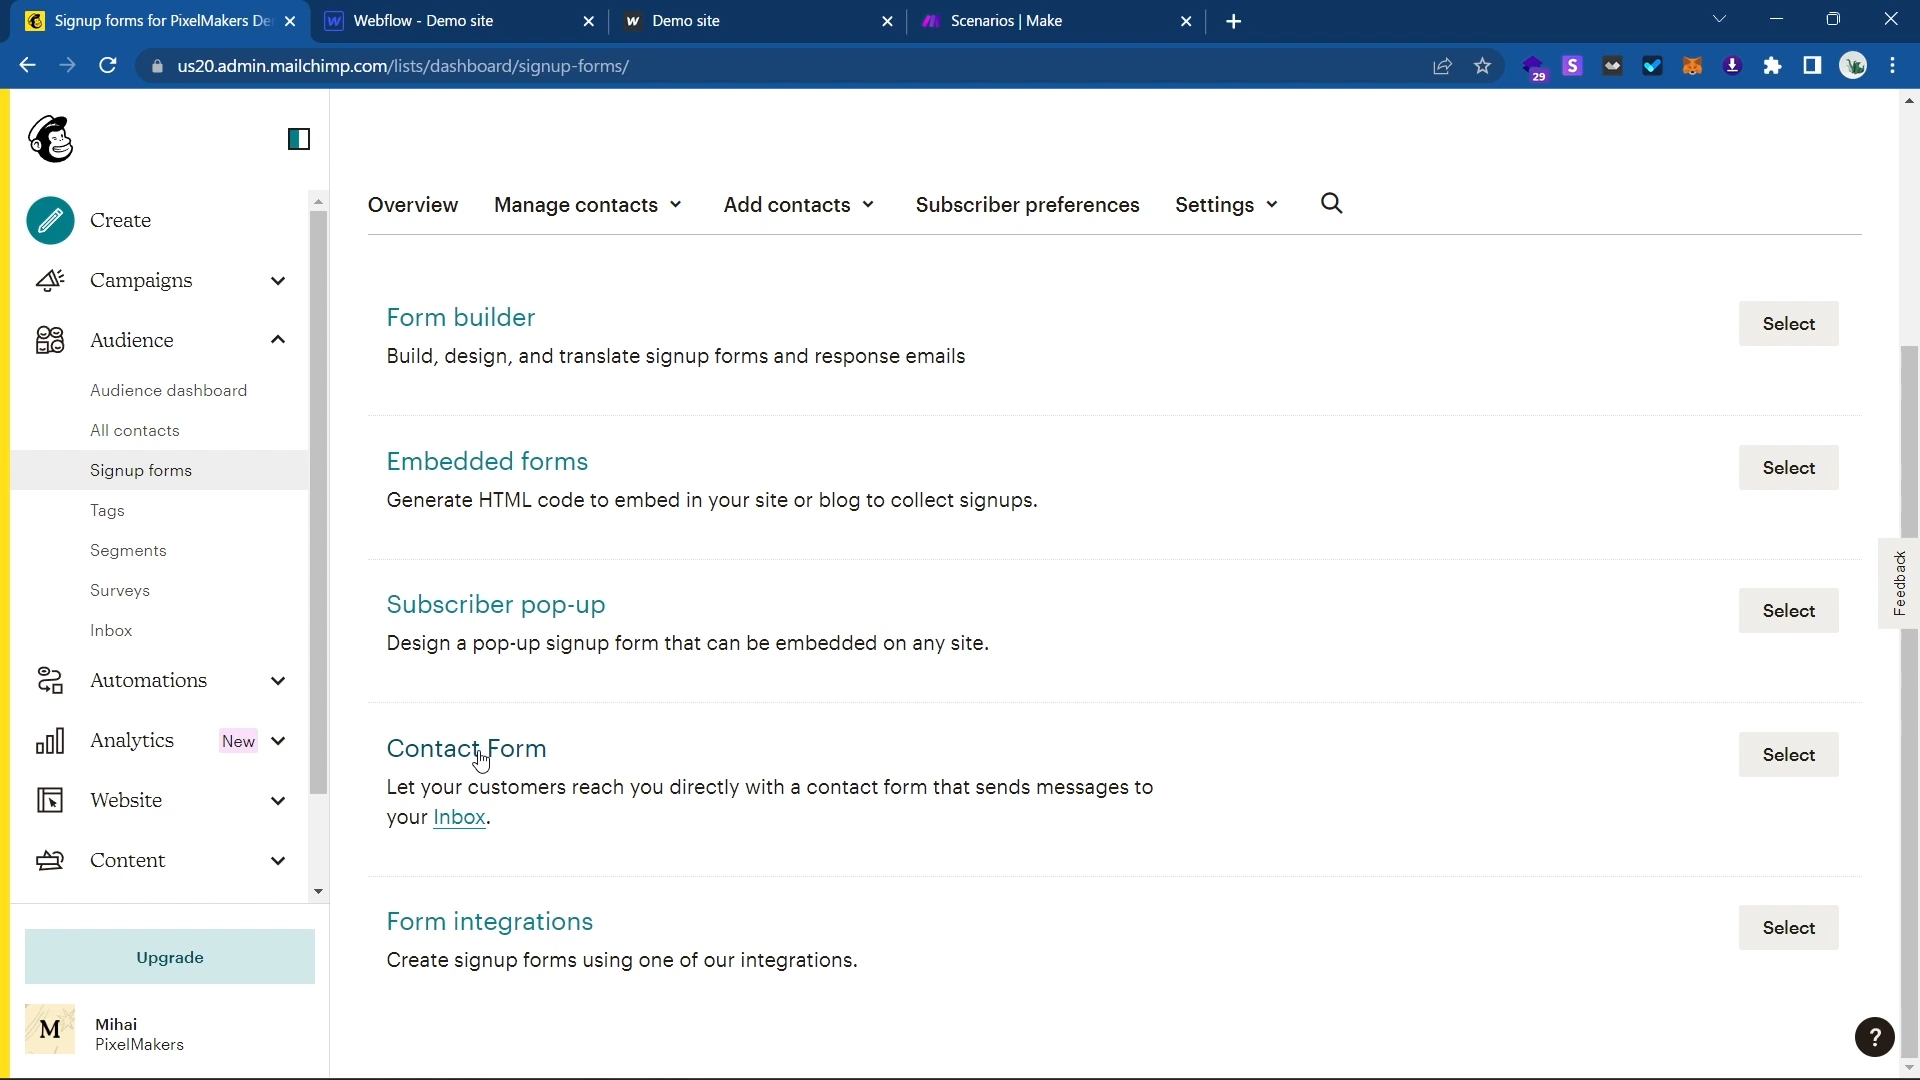 Signup forms for PixelMakers De
Webflow - Demo site
Demo site
Scenarios | Make
us20.admin.mailchimp.com/lists/dashboard/signup-forms/
29
S
Create
Campaigns
Audience
Audience dashboard
All contacts
Signup forms
Tags
Segments
Surveys
Inbox
Automations
Analytics New
Website
Content
Upgrade
M
Mihai
PixelMakers
Overview Manage contacts Add contacts Subscriber preferences Settings
Form builder
Build, design, and translate signup forms and response emails
Select
Embedded forms
Generate HTML code to embed in your site or blog to collect signups.
Select
Subscriber pop-up
Design a pop-up signup form that can be embedded on any site.
Select
Contact Form
Let your customers reach you directly with a contact form that sends messages to
your Inbox.
Select
Form integrations
Create signup forms using one of our integrations.
Select
Feedback
?